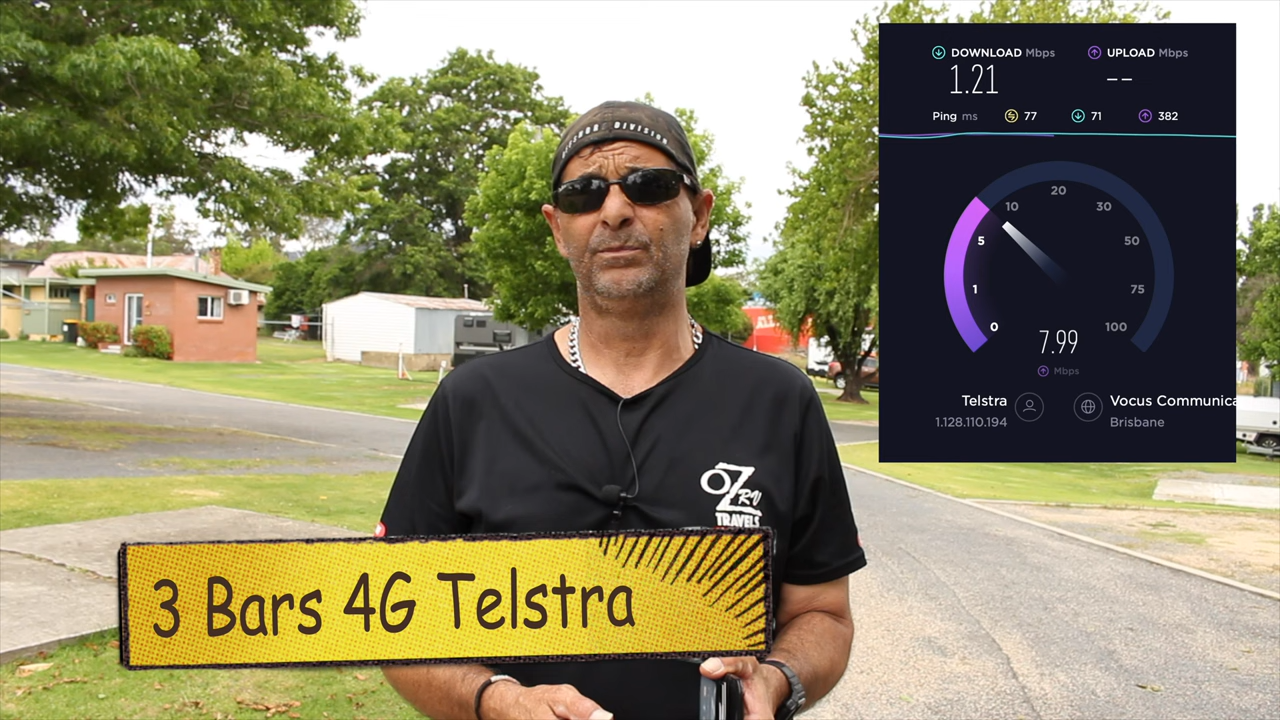 DOWNLOAD Mbps
UPLOAD Mbps
1.21
--
Ping ms
77
71
382
0
1
5
10
20
30
50
75
100
7.99
Mbps
Telstra
1.128.110.194
Vocus Communica
Brisbane
DIVISION
OZ RV
TRAVELS
3 Bars 4G Telstra